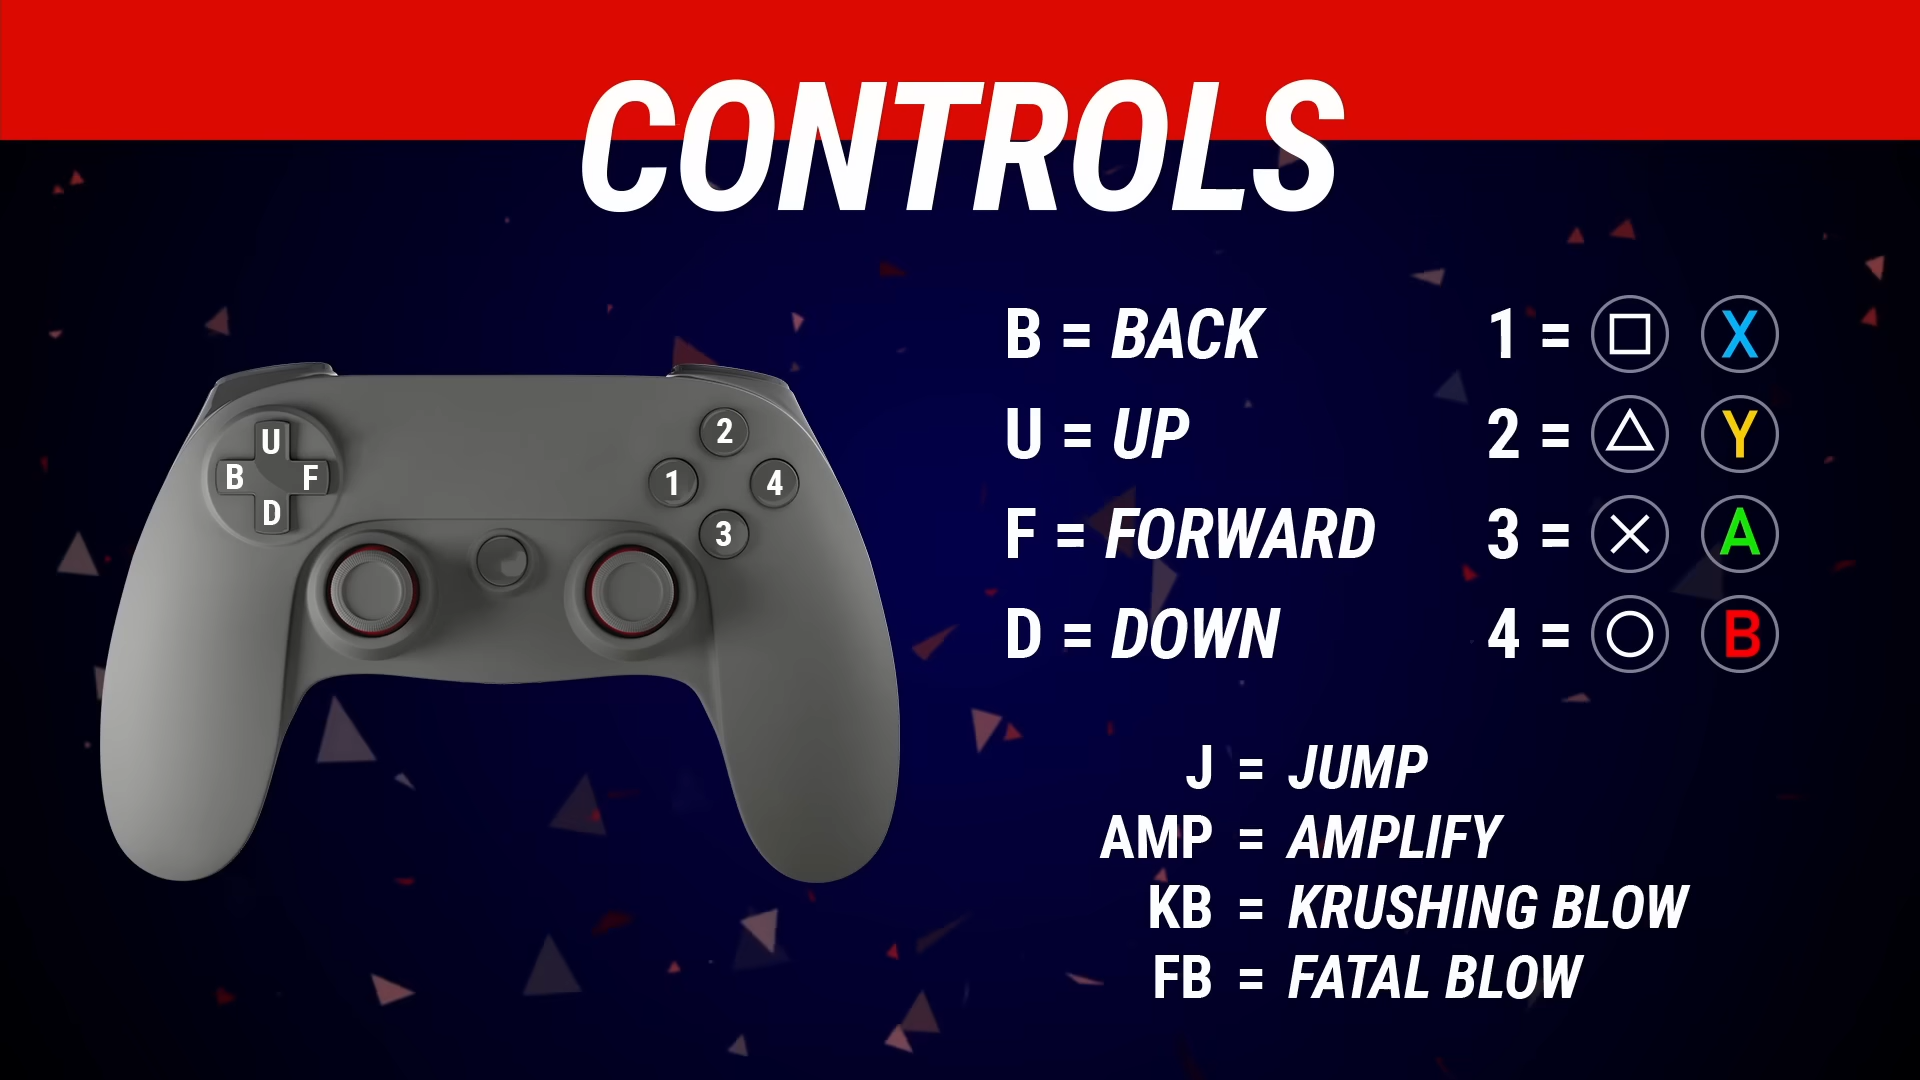 CONTROLS
U
B F
D
2
1 4
3
B = BACK
U = UP
F = FORWARD
D = DOWN
1 = □ X
2 = △ Y
3 = ✕ A
4 = ○ B
J = JUMP
AMP = AMPLIFY
KB = KRUSHING BLOW
FB = FATAL BLOW